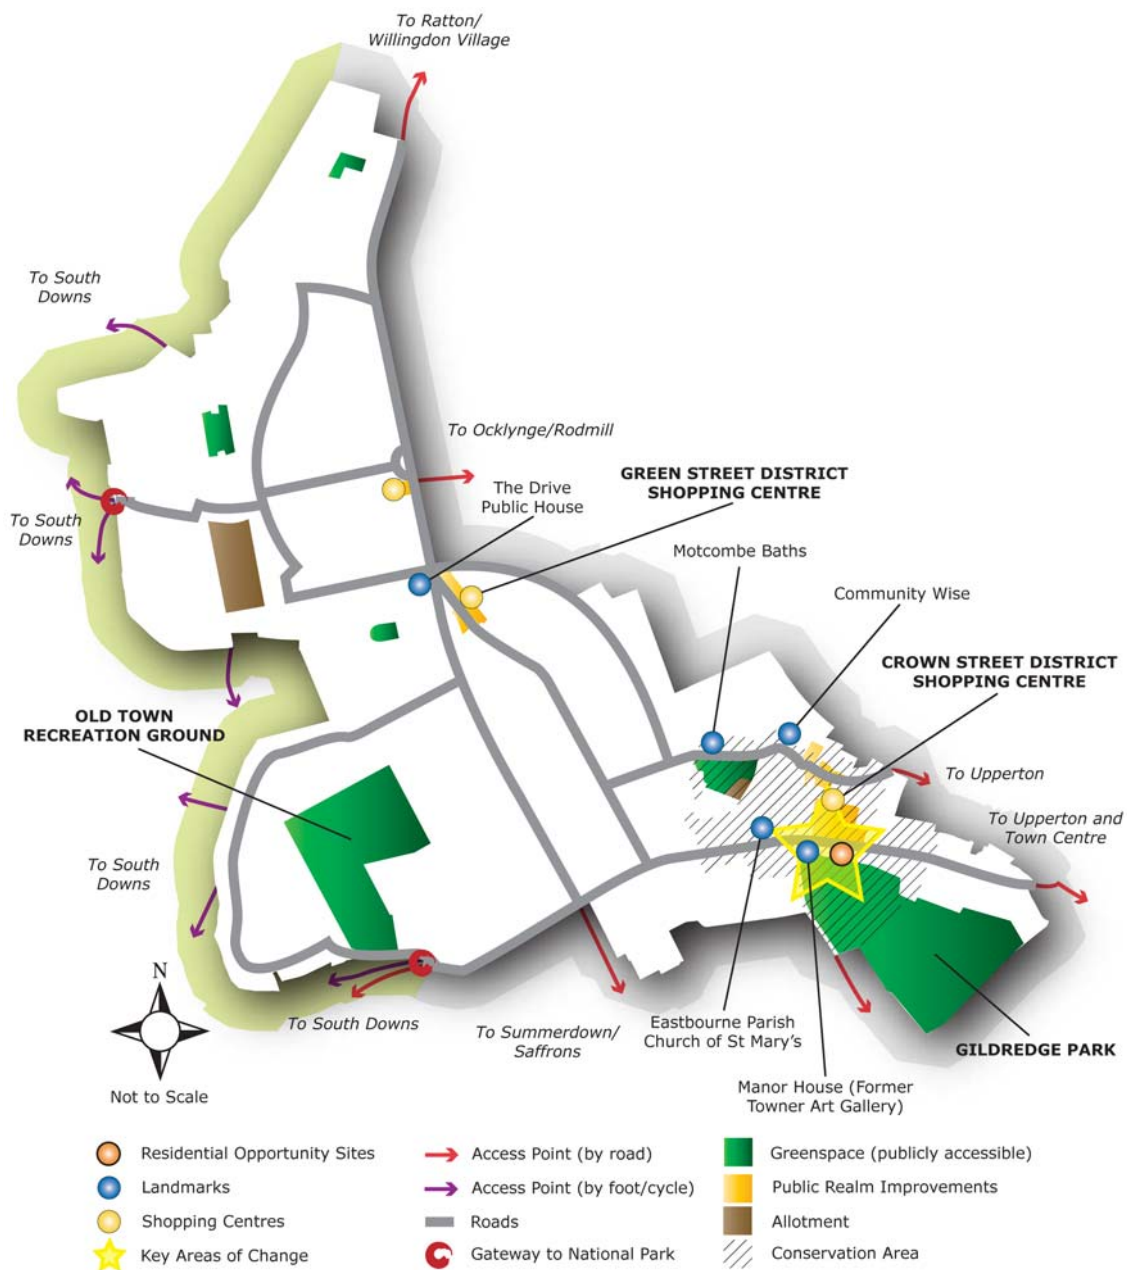 To Ratton/
Willingdon Village
To South
Downs
To Ocklynge/Rodmill
GREEN STREET DISTRICT
SHOPPING CENTRE
The Drive
Public House
To South
Downs
Motcombe Baths
Community Wise
CROWN STREET DISTRICT
SHOPPING CENTRE
OLD TOWN
RECREATION GROUND
To Upperton
To Upperton and
Town Centre
To South
Downs
N
Not to Scale
To South Downs
To Summerdown/
Saffrons
Eastbourne Parish
Church of St Mary's
GILDREDGE PARK
Manor House (Former
Towner Art Gallery)
Residential Opportunity Sites
Access Point (by road)
Greenspace (publicly accessible)
Landmarks
Access Point (by foot/cycle)
Public Realm Improvements
Shopping Centres
Roads
Allotment
Key Areas of Change
Gateway to National Park
Conservation Area